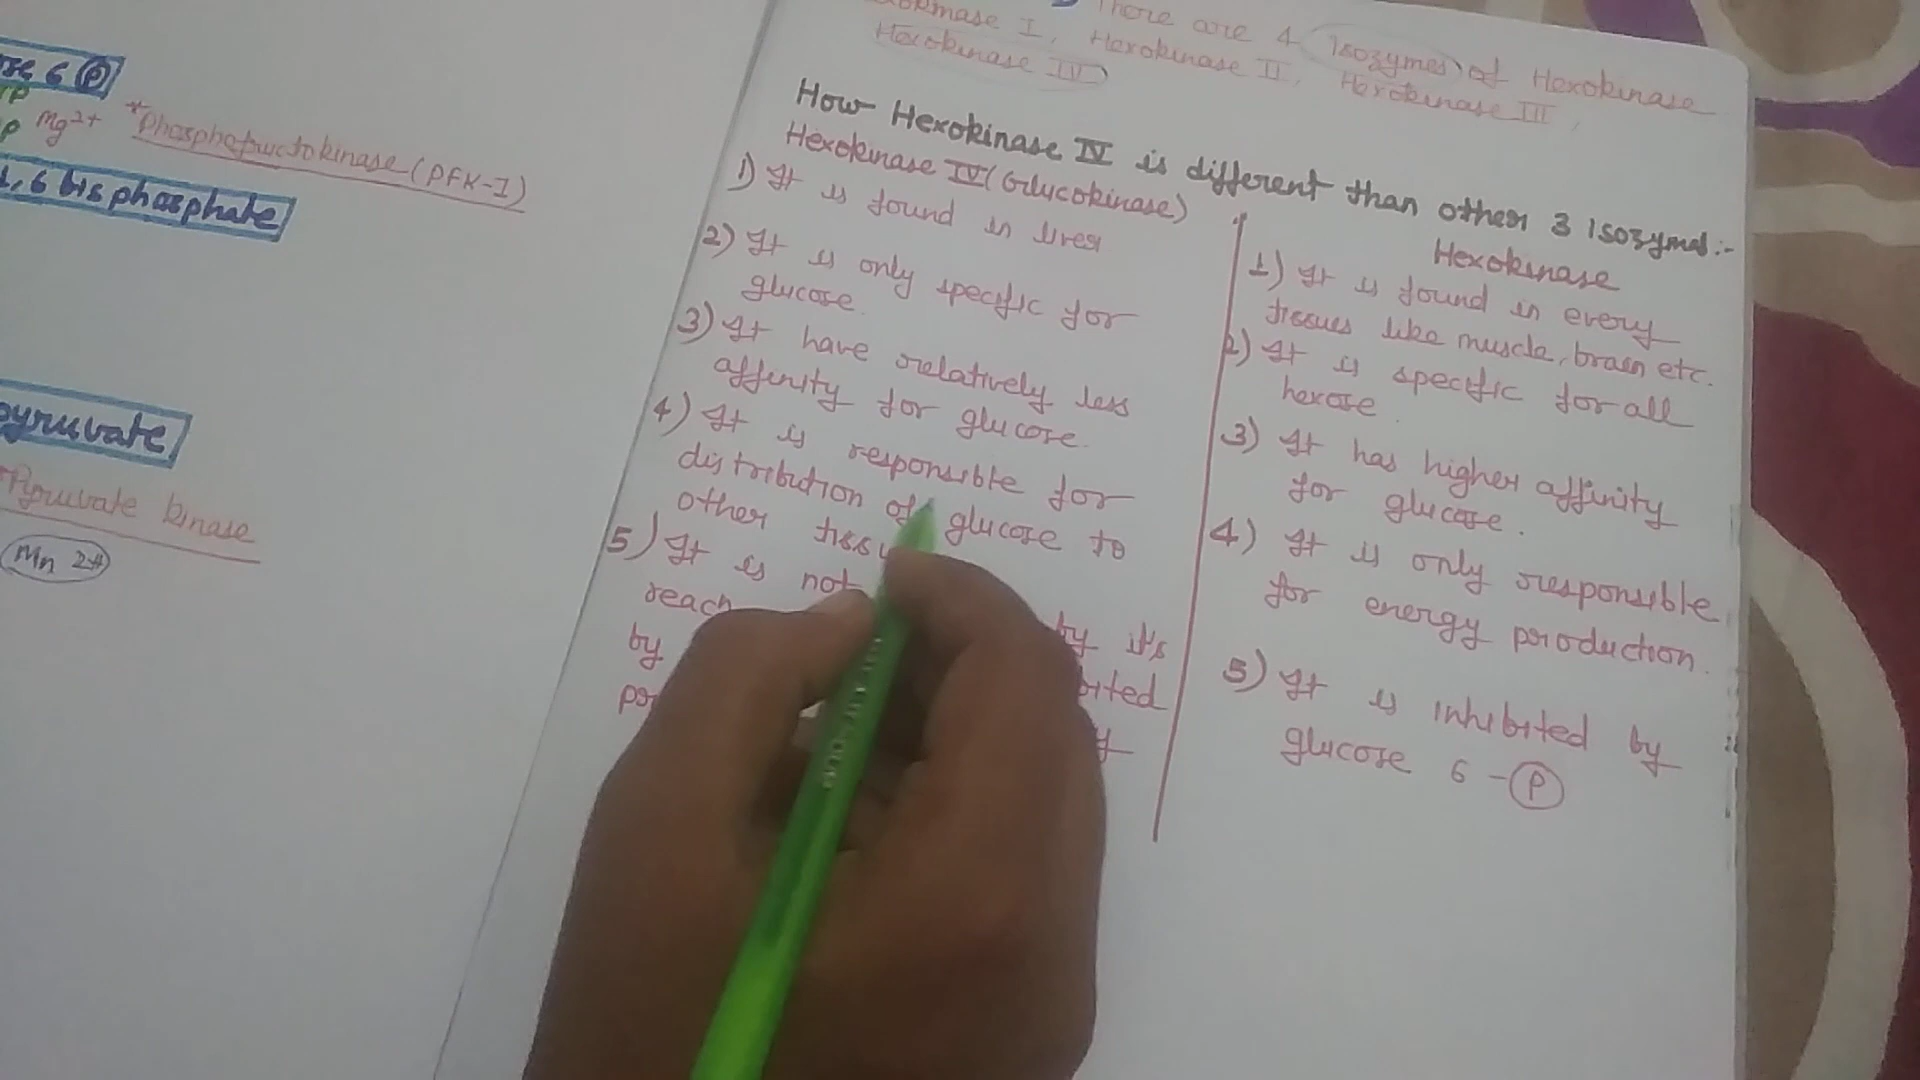 se 6 (P)
Mg2+ *Phosphofructokinase (PFK-I)
1, 6 bisphosphate
pyruvate
Pyruvate kinase
Mn 2+
There are 4 Isozymes of Hexokinase
Hexokinase I, Hexokinase II, Hexokinase III,
Hexokinase IV
How Hexokinase IV is different than other 3 Isozymes:-
Hexokinase IV (Glucokinase)
1) It is found in liver
2) It is only specific for
glucose.
3) It have relatively less
affinity for glucose.
4) It is responsible for
distribution of glucose to
other
5) It is not
reach by it's
by
Hexokinase
1) It is found in every
tissues like muscle, brain etc.
2) It is specific for all
hexose.
3) It has higher affinity
for glucose.
4) It is only responsible
for energy production.
5) It is inhibited by
glucose 6 - (P)